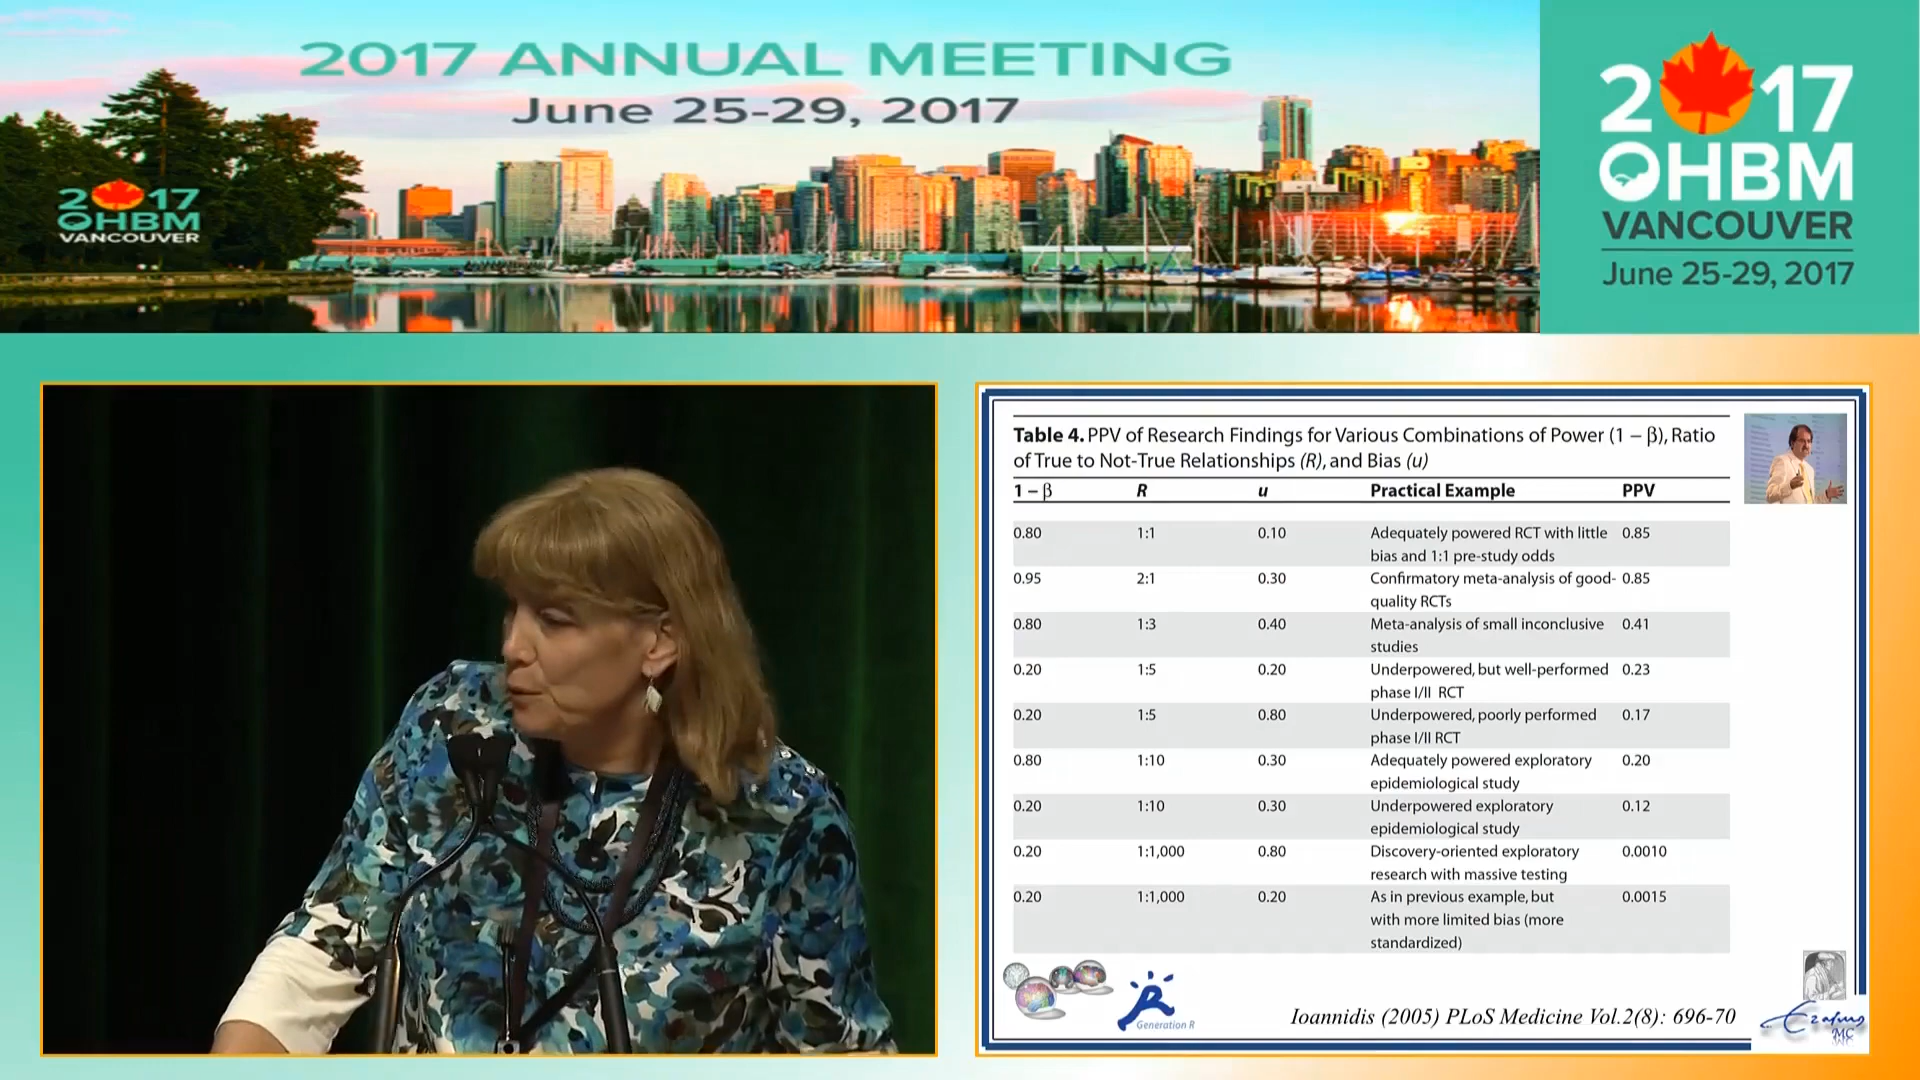 2017 ANNUAL MEETING
June 25-29, 2017
2017
OHBM
VANCOUVER
2017
OHBM
VANCOUVER
June 25-29, 2017
Table 4. PPV of Research Findings for Various Combinations of Power (1 – β), Ratio
of True to Not-True Relationships (R), and Bias (u)
1 – β R u Practical Example PPV
0.80 1:1 0.10 Adequately powered RCT with little 0.85
bias and 1:1 pre-study odds
0.95 2:1 0.30 Confirmatory meta-analysis of good- 0.85
quality RCTs
0.80 1:3 0.40 Meta-analysis of small inconclusive 0.41
studies
0.20 1:5 0.20 Underpowered, but well-performed 0.23
phase I/II RCT
0.20 1:5 0.80 Underpowered, poorly performed 0.17
phase I/II RCT
0.80 1:10 0.30 Adequately powered exploratory 0.20
epidemiological study
0.20 1:10 0.30 Underpowered exploratory 0.12
epidemiological study
0.20 1:1,000 0.80 Discovery-oriented exploratory 0.0010
research with massive testing
0.20 1:1,000 0.20 As in previous example, but 0.0015
with more limited bias (more
standardized)
Generation R
Ioannidis (2005) PLoS Medicine Vol.2(8): 696-70
Erasmus
MC